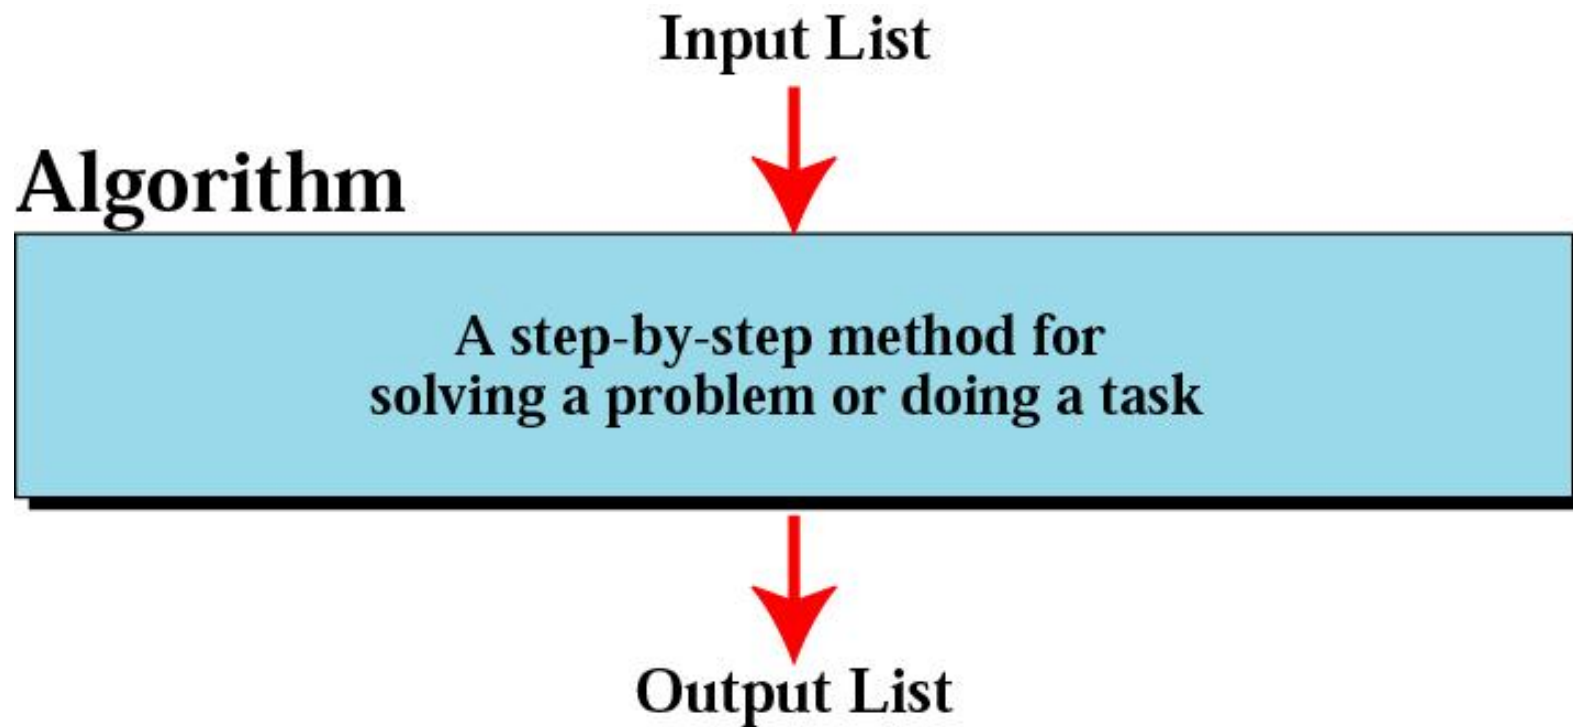 Input List
Algorithm
A step-by-step method for
solving a problem or doing a task
Output List